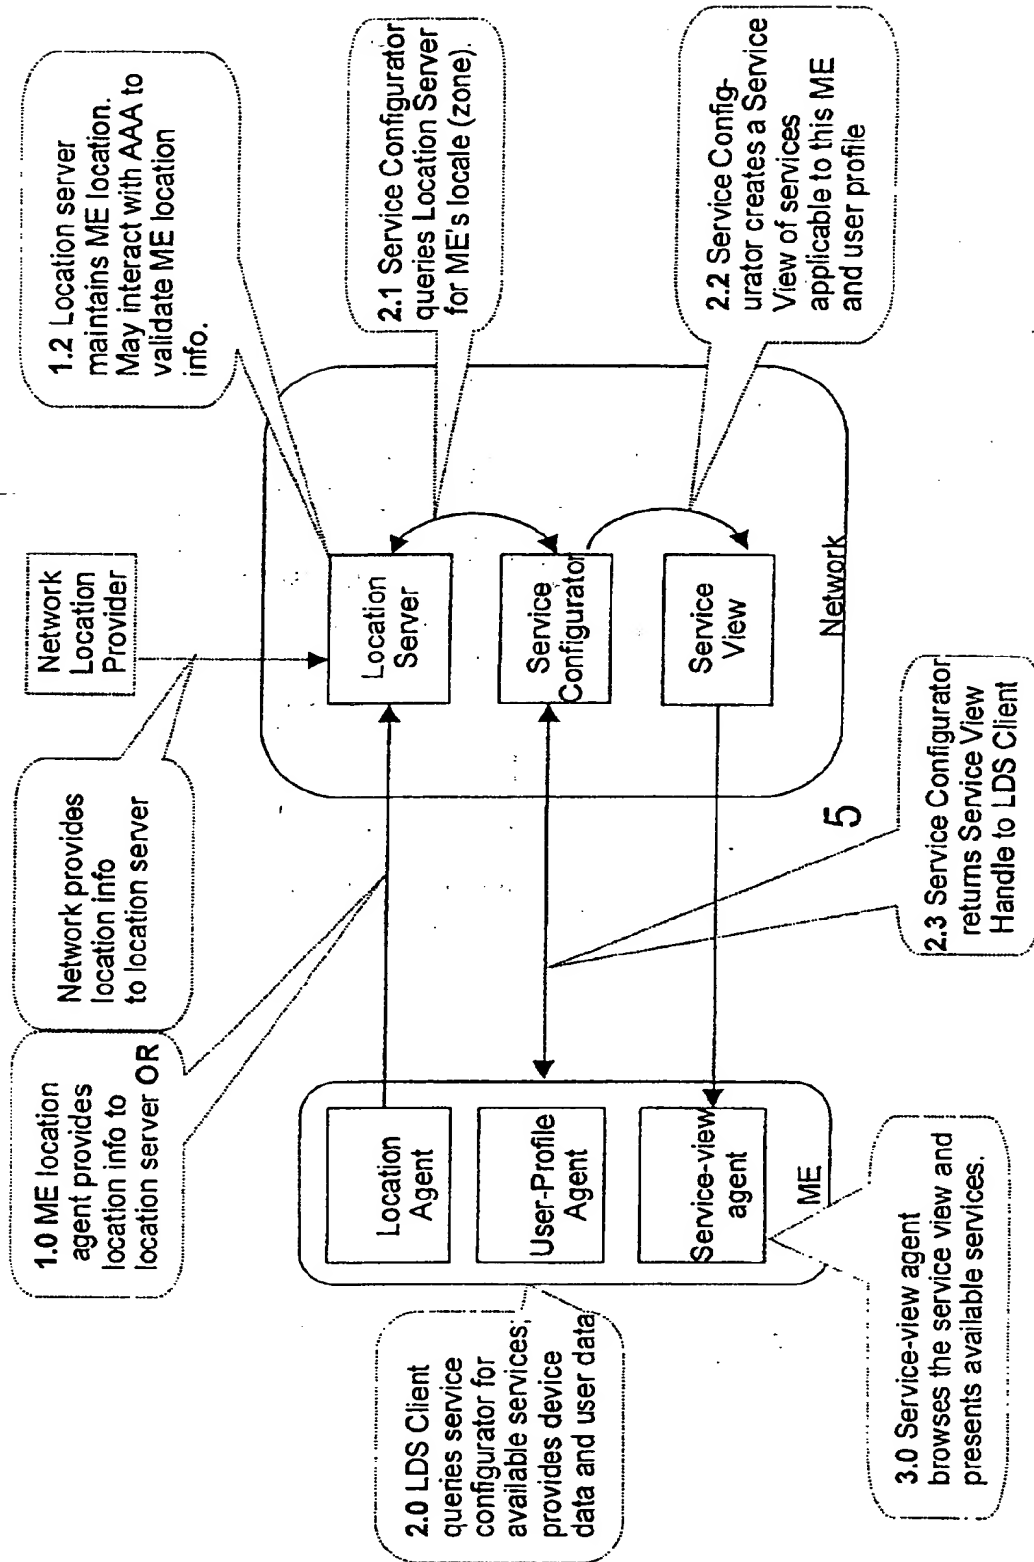 1.0 ME location
agent provides
location info to
location server OR
Network provides
location info
to location server
Network
Location
Provider
1.2 Location server
maintains ME location.
May interact with AAA to
validate ME location
info.
2.0 LDS Client
queries service
configurator for
available services;
provides device
data and user data
Location
Agent
User-Profile
Agent
Service-view
agent
ME
Location
Server
Service
Configurator
Service
View
Network
2.1 Service Configurator
queries Location Server
for ME's locale (zone).
2.2 Service Config-
urator creates a Service
View of services
applicable to this ME
and user profile
5
3.0 Service-view agent
browses the service view and
presents available services.
2.3 Service Configurator
returns Service View
Handle to LDS Client